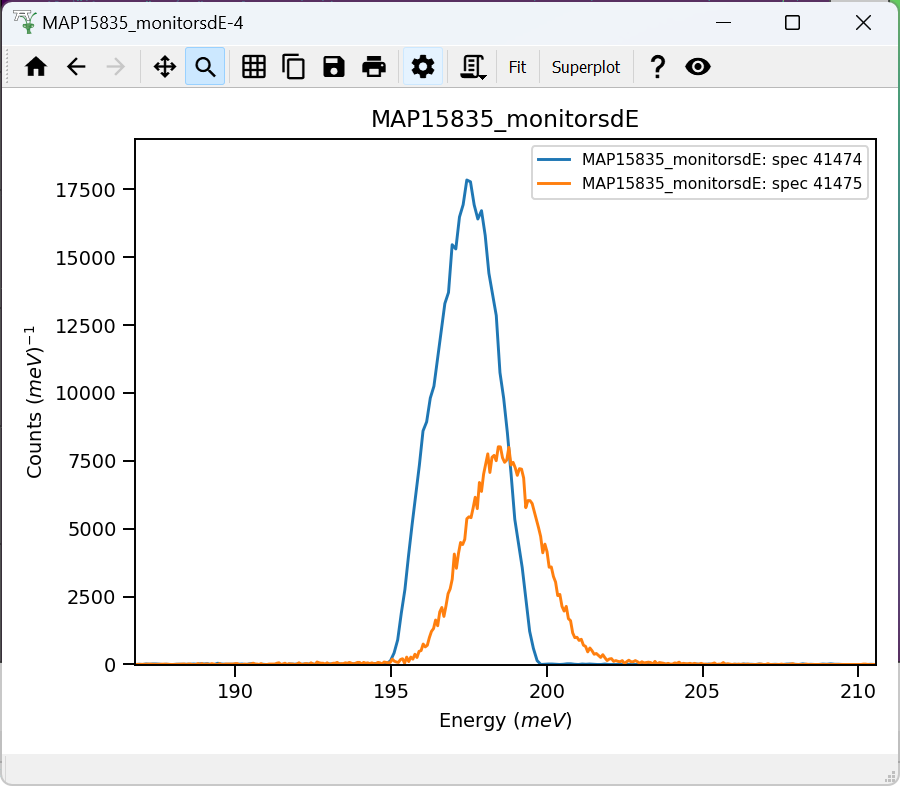 MAP15835_monitorsdE-4
Fit
Superplot
?
MAP15835_monitorsdE
MAP15835_monitorsdE: spec 41474
MAP15835_monitorsdE: spec 41475
17500
15000
12500
10000
7500
5000
2500
0
Counts (meV)⁻¹
190
195
200
205
210
Energy (meV)